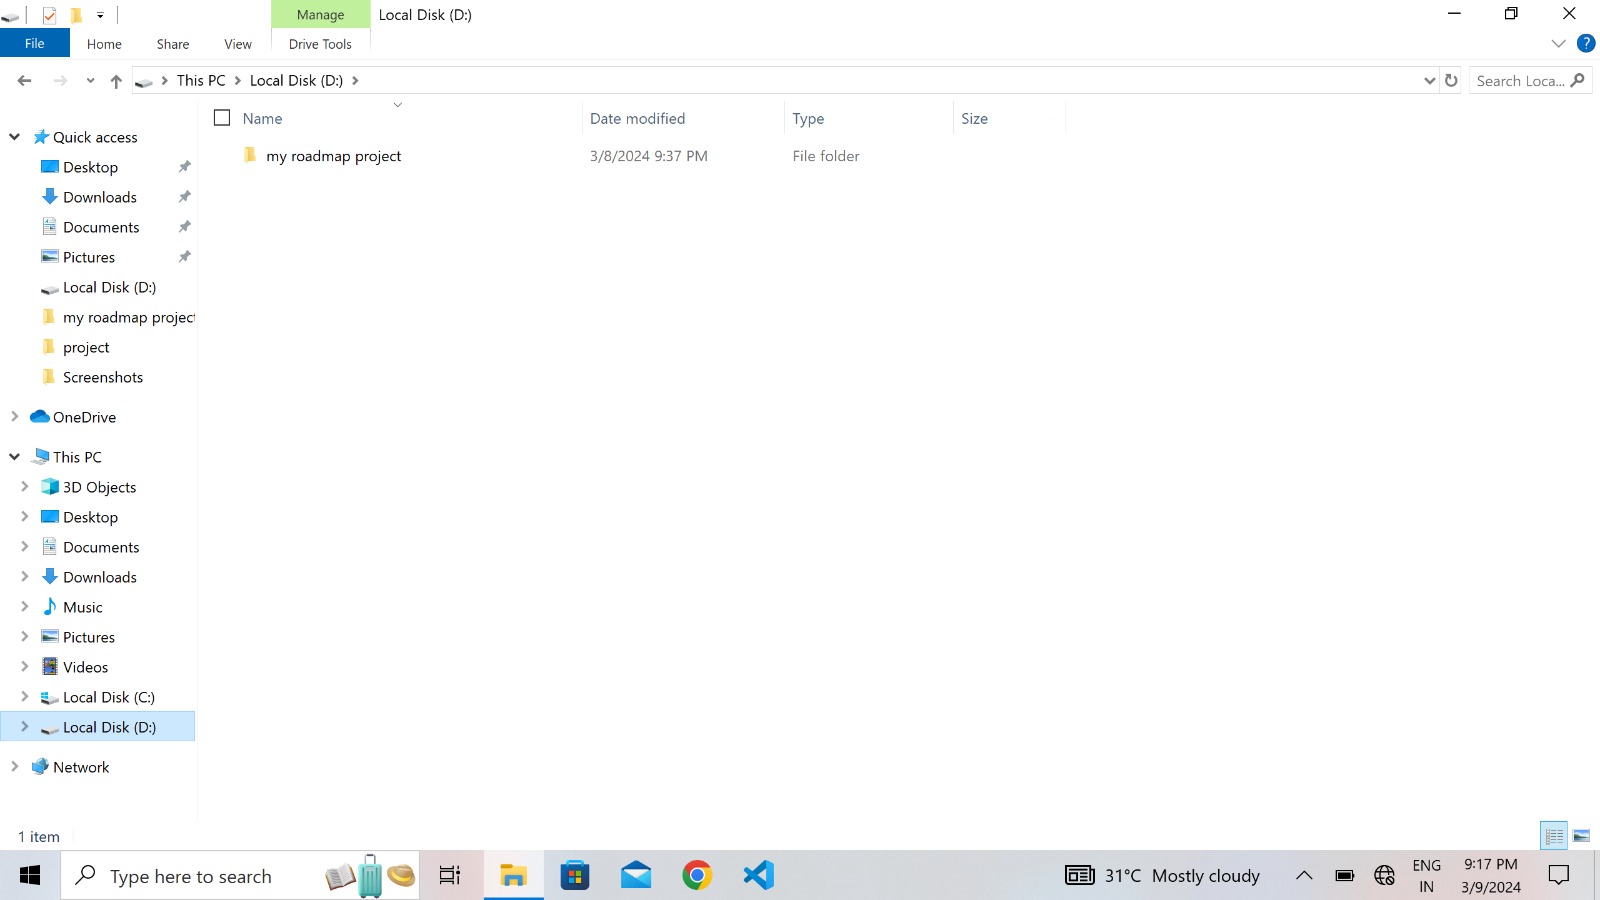 Manage
Local Disk (D:)
File
Home
Share
View
Drive Tools
?
This PC
Local Disk (D:)
Search Loca...
Name
Date modified
Type
Size
my roadmap project
3/8/2024 9:37 PM
File folder
Quick access
Desktop
Downloads
Documents
Pictures
Local Disk (D:)
my roadmap project
project
Screenshots
OneDrive
This PC
3D Objects
Desktop
Documents
Downloads
Music
Pictures
Videos
Local Disk (C:)
Local Disk (D:)
Network
1 item
Type here to search
31°C Mostly cloudy
ENG
IN
9:17 PM
3/9/2024